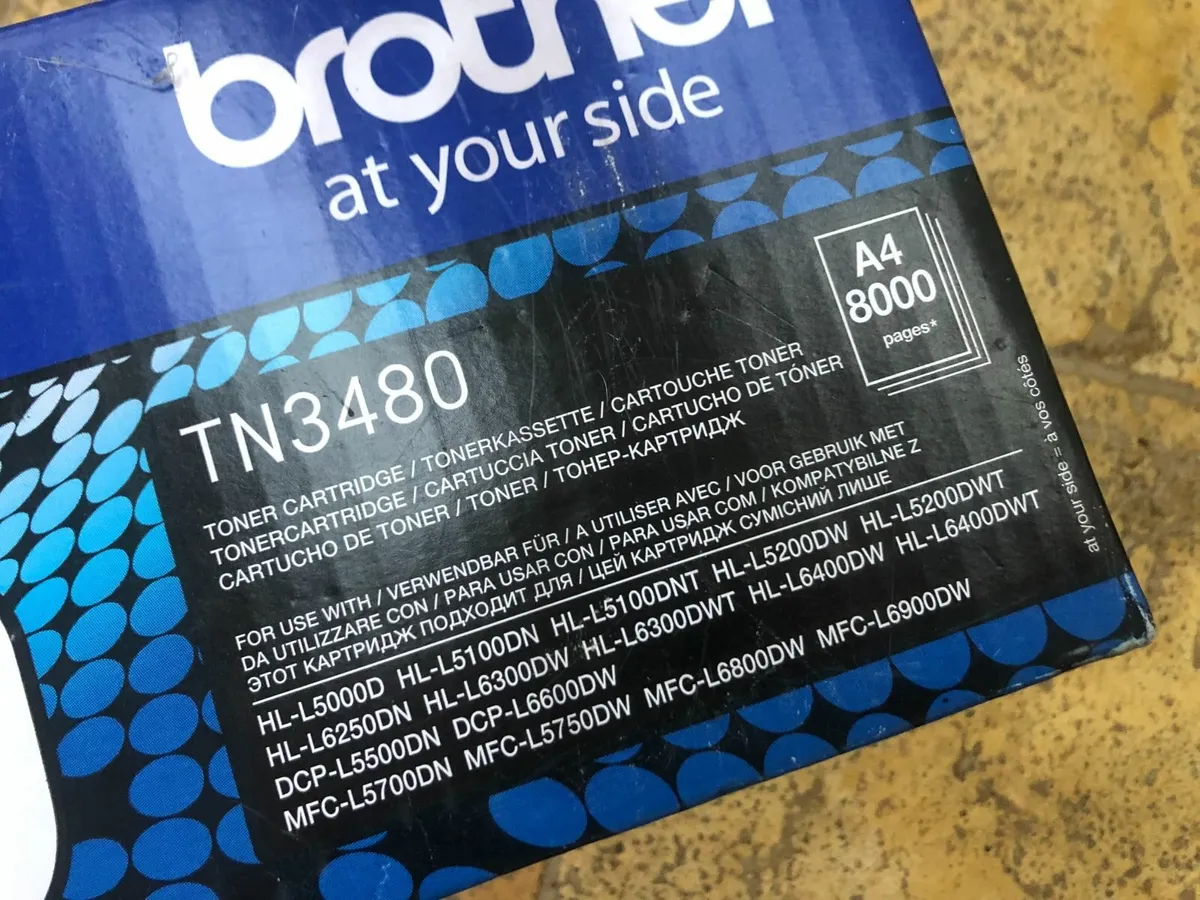 brother
at your side
A4
8000
pages*
TN3480
TONER CARTRIDGE / TONERKASSETTE / CARTOUCHE TONER
TONERCARTRIDGE / CARTUCCIA TONER / CARTUCHO DE TÓNER
CARTUCHO DE TONER / TONER / ТОНЕР-КАРТРИДЖ
FOR USE WITH / VERWENDBAR FÜR / A UTILISER AVEC / VOOR GEBRUIK MET
DA UTILIZZARE CON / PARA USAR CON / PARA USAR COM / KOMPATYBILNE Z
ЭТОТ КАРТРИДЖ ПОДХОДИТ ДЛЯ / ЦЕЙ КАРТРИДЖ СУМІСНИЙ ЛИШЕ
HL-L5000D HL-L5100DN HL-L5100DNT HL-L5200DW HL-L5200DWT
HL-L6250DN HL-L6300DW HL-L6300DWT HL-L6400DW HL-L6400DWT
DCP-L5500DN DCP-L6600DW
MFC-L5700DN MFC-L5750DW MFC-L6800DW MFC-L6900DW
at your side = à vos côtés